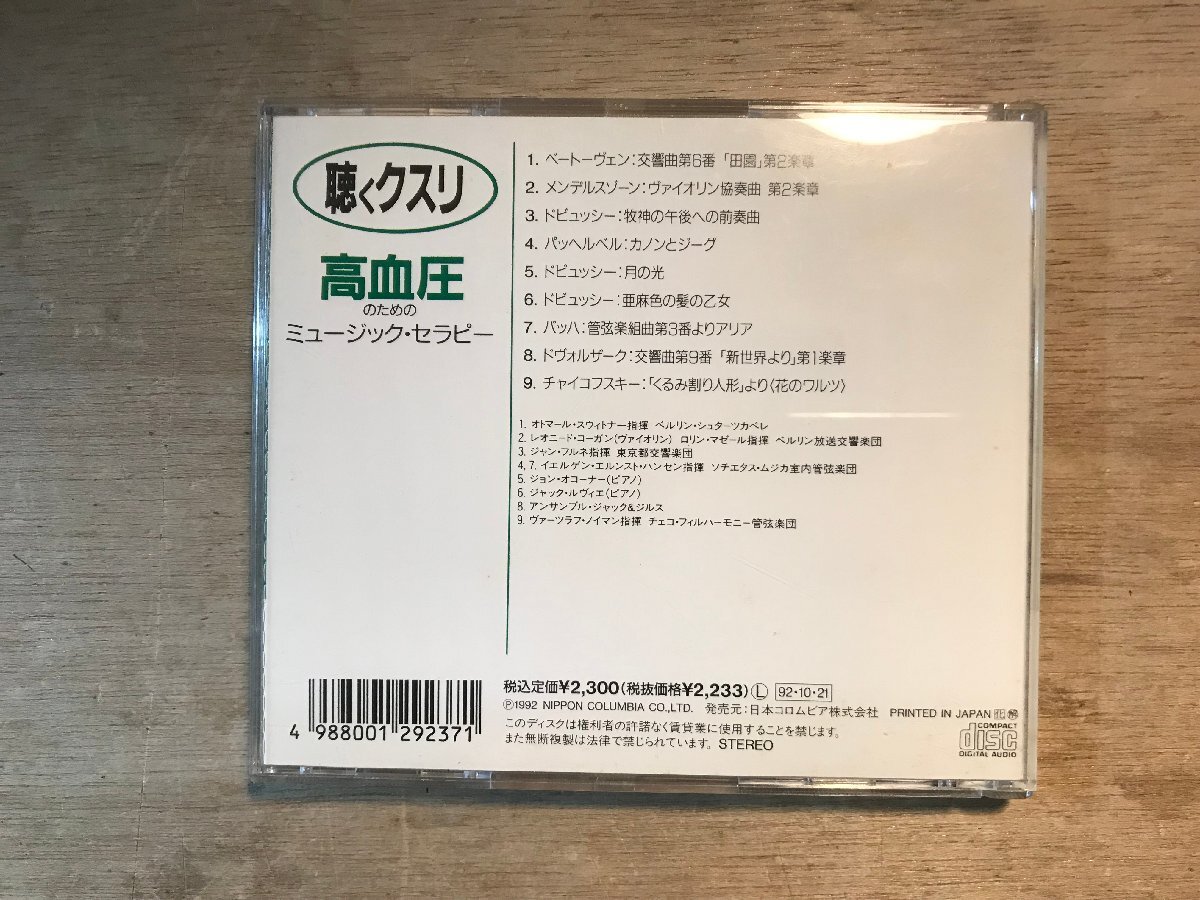 聴くクスリ
高血圧
のための
ミュージック・セラピー
1. ベートーヴェン：交響曲第6番 「田園」第2楽章
2. メンデルスゾーン：ヴァイオリン協奏曲 第2楽章
3. ドビュッシー：牧神の午後への前奏曲
4. パッヘルベル：カノンとジーグ
5. ドビュッシー：月の光
6. ドビュッシー：亜麻色の髪の乙女
7. バッハ：管弦楽組曲第3番よりアリア
8. ドヴォルザーク：交響曲第9番 「新世界より」第1楽章
9. チャイコフスキー：「くるみ割り人形」より〈花のワルツ〉
1. オトマール・スウィトナー指揮 ベルリン・シュターツカペレ
2. レオニード・コーガン(ヴァイオリン) ロリン・マゼール指揮 ベルリン放送交響楽団
3. ジャン・フルネ指揮 東京都交響楽団
4. 7. イエルゲン・エルンスト・ハンセン指揮 ソチエタス・ムジカ室内管弦楽団
5. ジョン・オコーナー(ピアノ)
6. ジャック・ルヴィエ(ピアノ)
8. アンサンブル・ジャック&ジルス
9. ヴァーツラフ・ノイマン指揮 チェコ・フィルハーモニー管弦楽団
4 988001 292371
税込定価¥2,300(税抜価格¥2,233) Ⓛ 92・10・21
Ⓟ1992 NIPPON COLUMBIA CO.,LTD. 発売元：日本コロムビア株式会社 PRINTED IN JAPAN
このディスクは権利者の許諾なく賃貸業に使用することを禁じます。
また無断複製は法律で禁じられています。 STEREO
COMPACT
disc
DIGITAL AUDIO